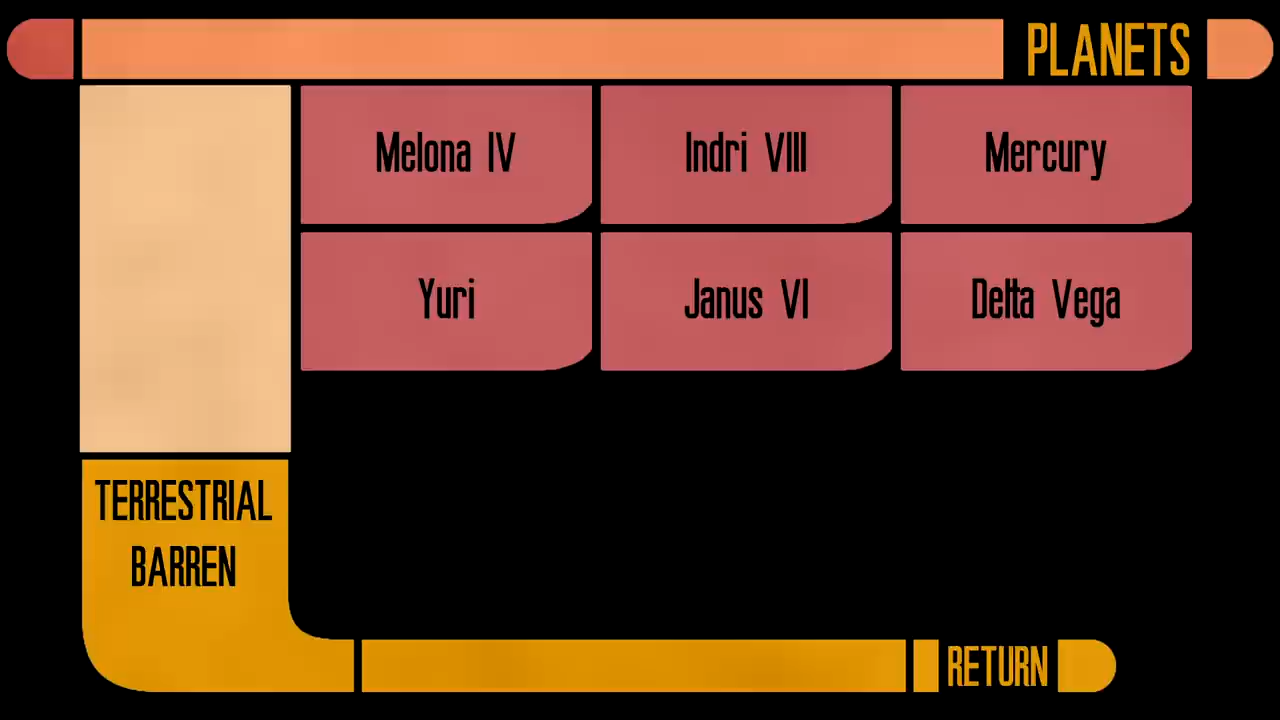 PLANETS
Melona IV
Indri VIII
Mercury
Yuri
Janus VI
Delta Vega
TERRESTRIAL
BARREN
RETURN